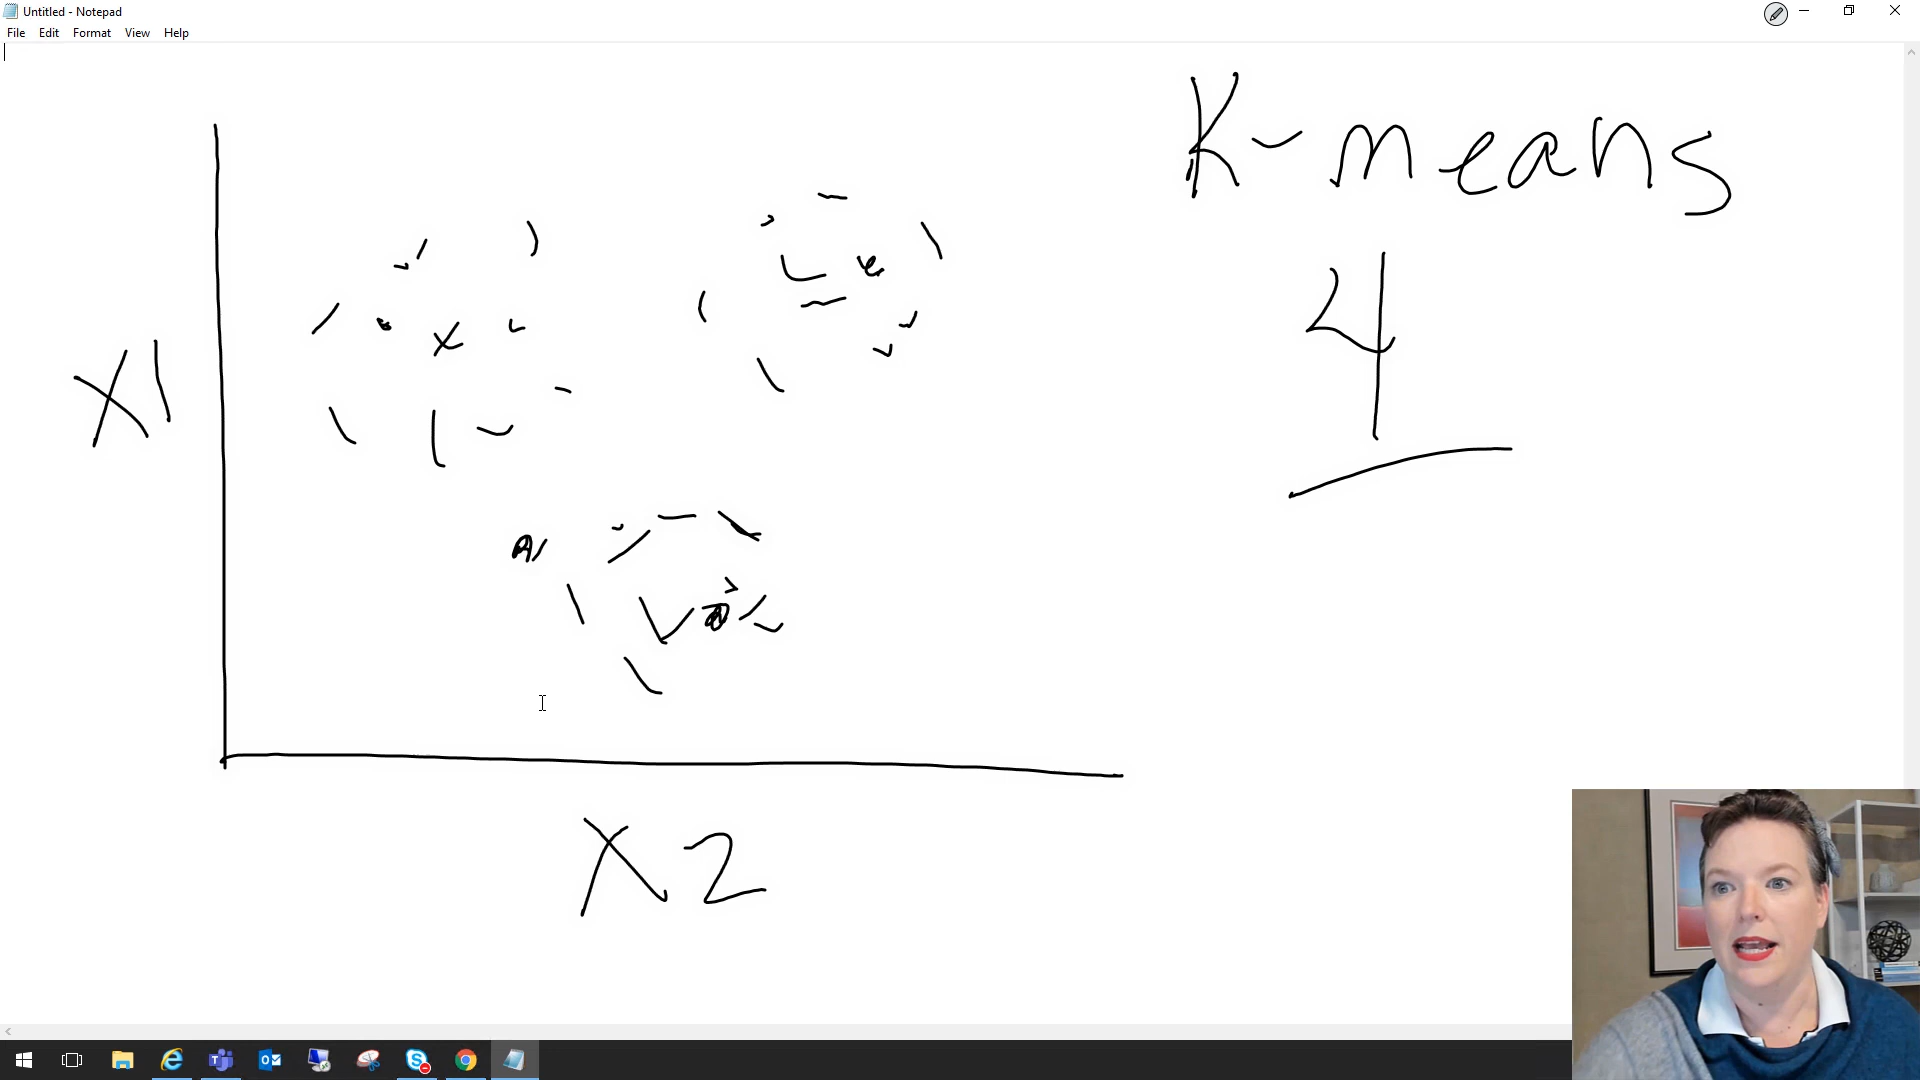 Untitled - Notepad
File Edit Format View Help
K-means
4
X1
X2